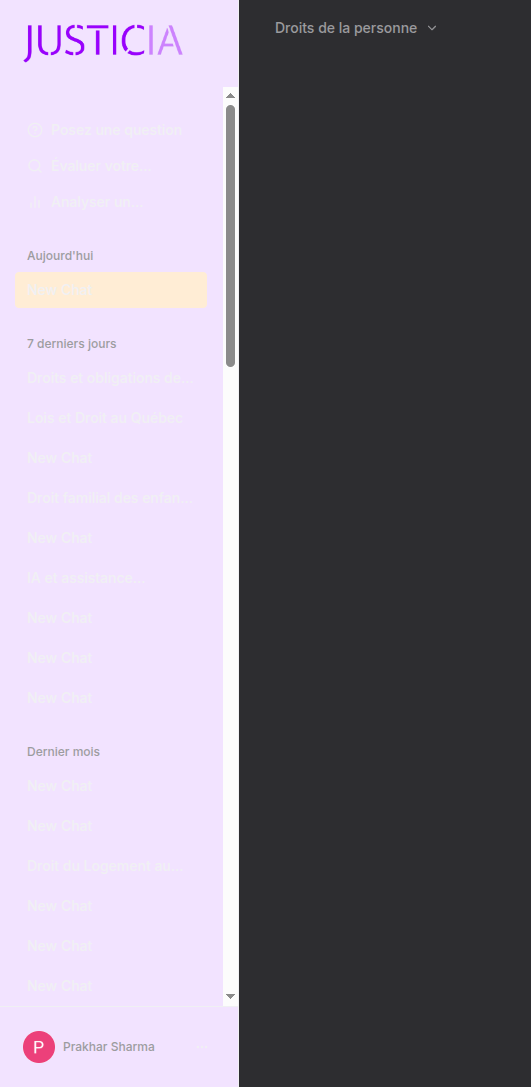 JUSTICIA
Droits de la personne
Posez une question
Évaluer votre...
Analyser un...
Aujourd'hui
New Chat
7 derniers jours
Droits et obligations de...
Lois et Droit au Québec
New Chat
Droit familial des enfan...
New Chat
IA et assistance...
New Chat
New Chat
New Chat
Dernier mois
New Chat
New Chat
Droit du Logement au ...
New Chat
New Chat
New Chat
P
Prakhar Sharma